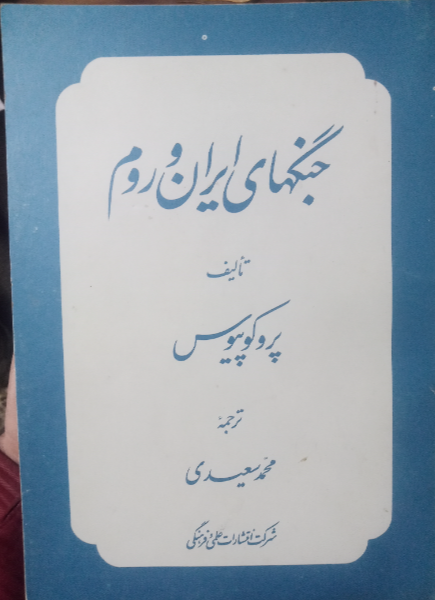 جنگهای ایران و روم
تألیف
پروکوپیوس
ترجمهٔ
محمد سعیدی
شرکت انتشارات علمی و فرهنگی